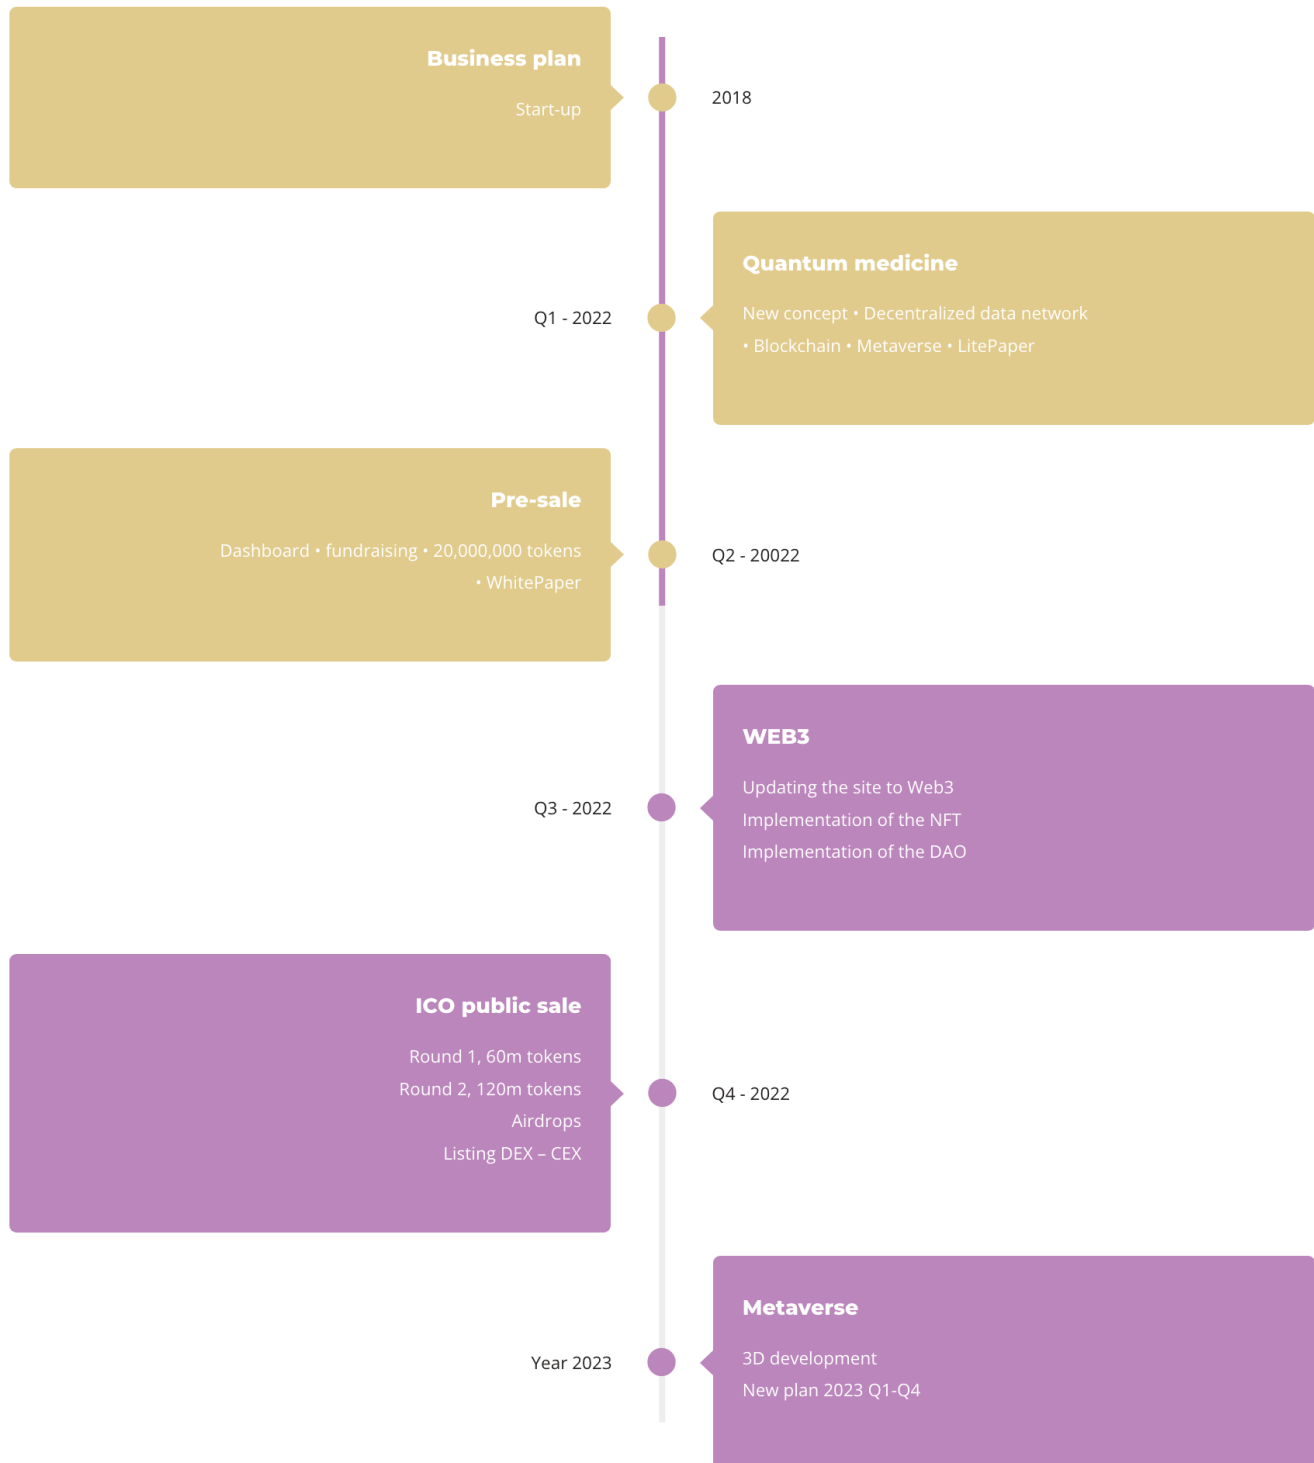 Business plan
Start-up
2018
Quantum medicine
New concept • Decentralized data network
• Blockchain • Metaverse • LitePaper
Q1 - 2022
Pre-sale
Dashboard • fundraising • 20,000,000 tokens
• WhitePaper
Q2 - 20022
WEB3
Updating the site to Web3
Implementation of the NFT
Implementation of the DAO
Q3 - 2022
ICO public sale
Round 1, 60m tokens
Round 2, 120m tokens
Airdrops
Listing DEX – CEX
Q4 - 2022
Metaverse
3D development
New plan 2023 Q1-Q4
Year 2023